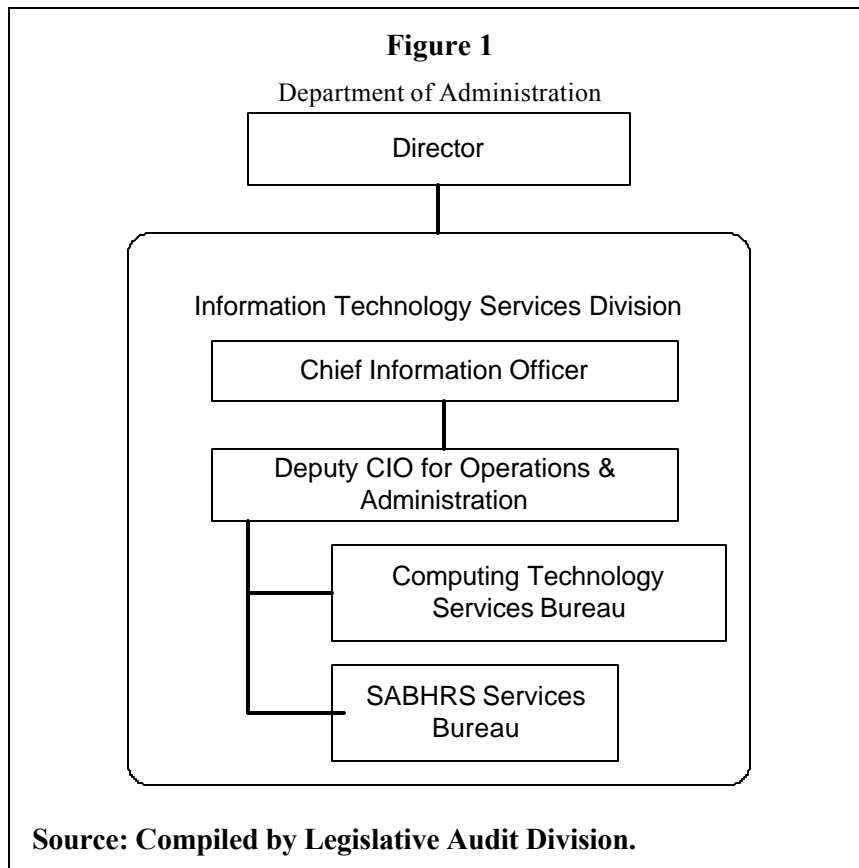 Figure 1
Department of Administration
Director
Information Technology Services Division
Chief Information Officer
Deputy CIO for Operations &
Administration
Computing Technology
Services Bureau
SABHRS Services
Bureau
Source: Compiled by Legislative Audit Division.